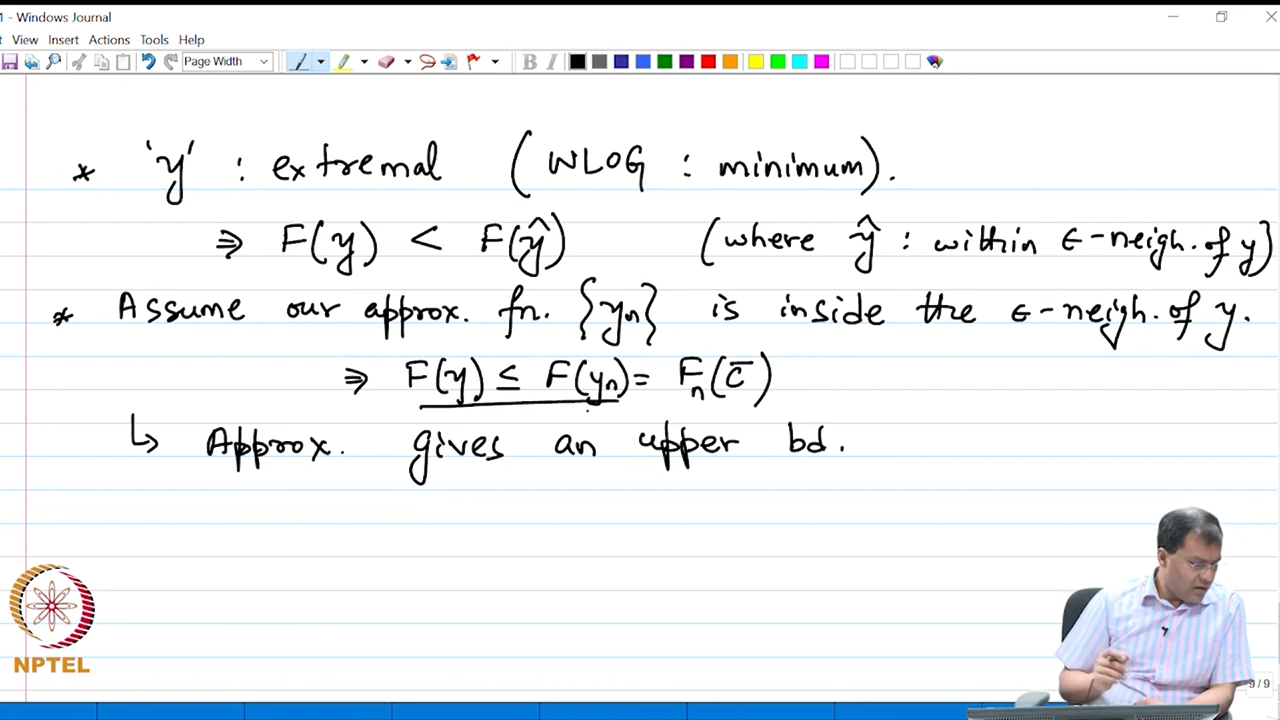 1 - Windows Journal
t View Insert Actions Tools Help
Page Width B I
* 'y' : extremal (WLOG : minimum).
⇒ F(y) < F(ŷ) (where ŷ : within ϵ-neigh. of y)
* Assume our approx. fn. {yn} is inside the ϵ-neigh. of y.
⇒ F(y) ≤ F(yn) = Fn(c̄)
↳ Approx. gives an upper bd.
NPTEL
9/9